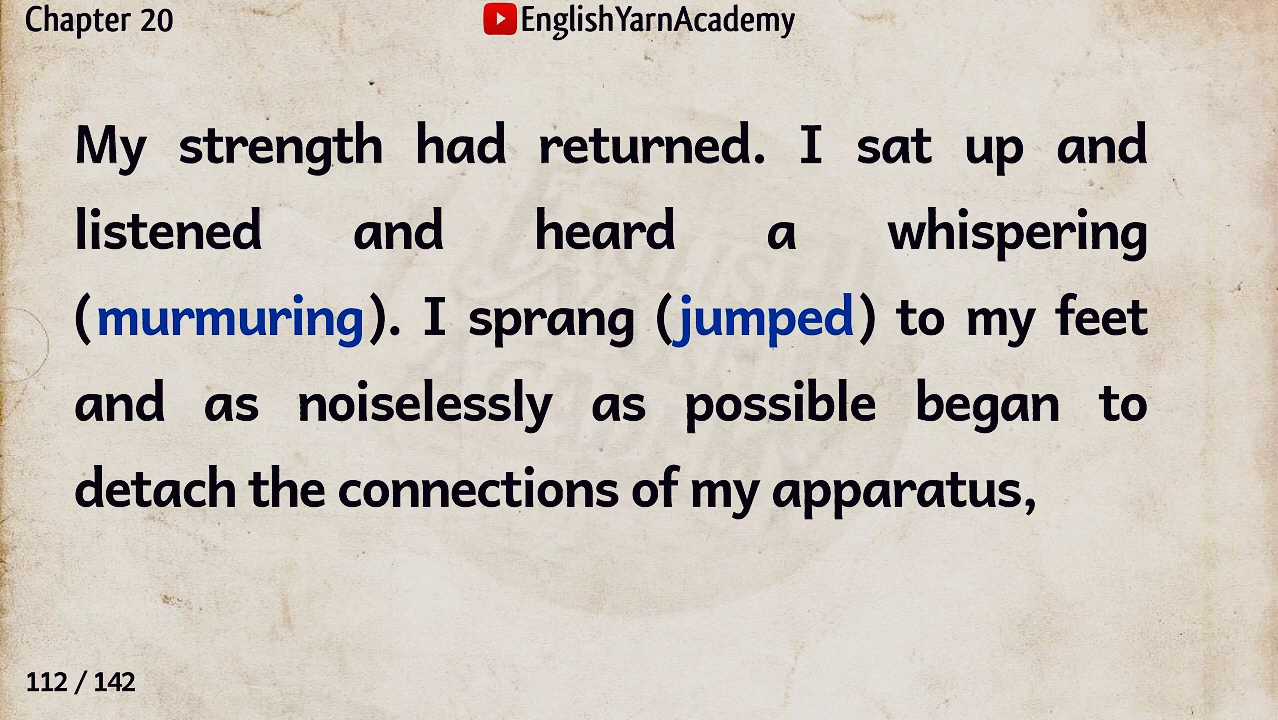 Chapter 20
EnglishYarnAcademy
My strength had returned. I sat up and
listened and heard a whispering
(murmuring). I sprang (jumped) to my feet
and as noiselessly as possible began to
detach the connections of my apparatus,
112 / 142